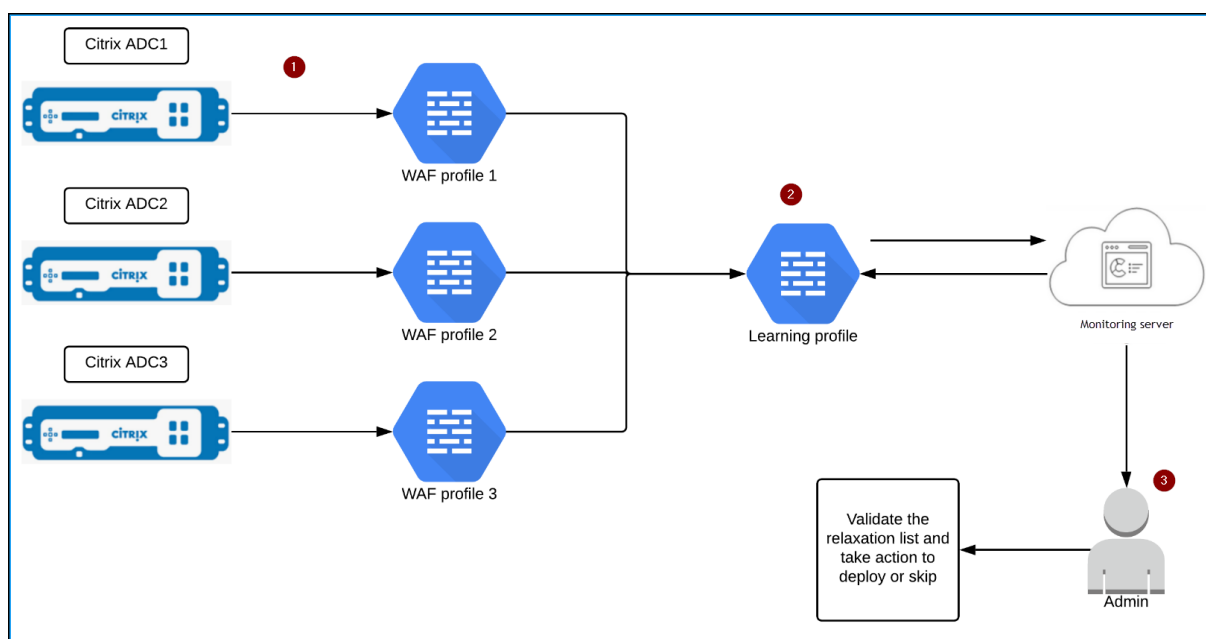 Citrix ADC1
1
CITRIX
WAF profile 1
Citrix ADC2
2
CITRIX
WAF profile 2
Learning profile
Monitoring server
Citrix ADC3
CITRIX
WAF profile 3
3
Validate the
relaxation list and
take action to
deploy or skip
Admin